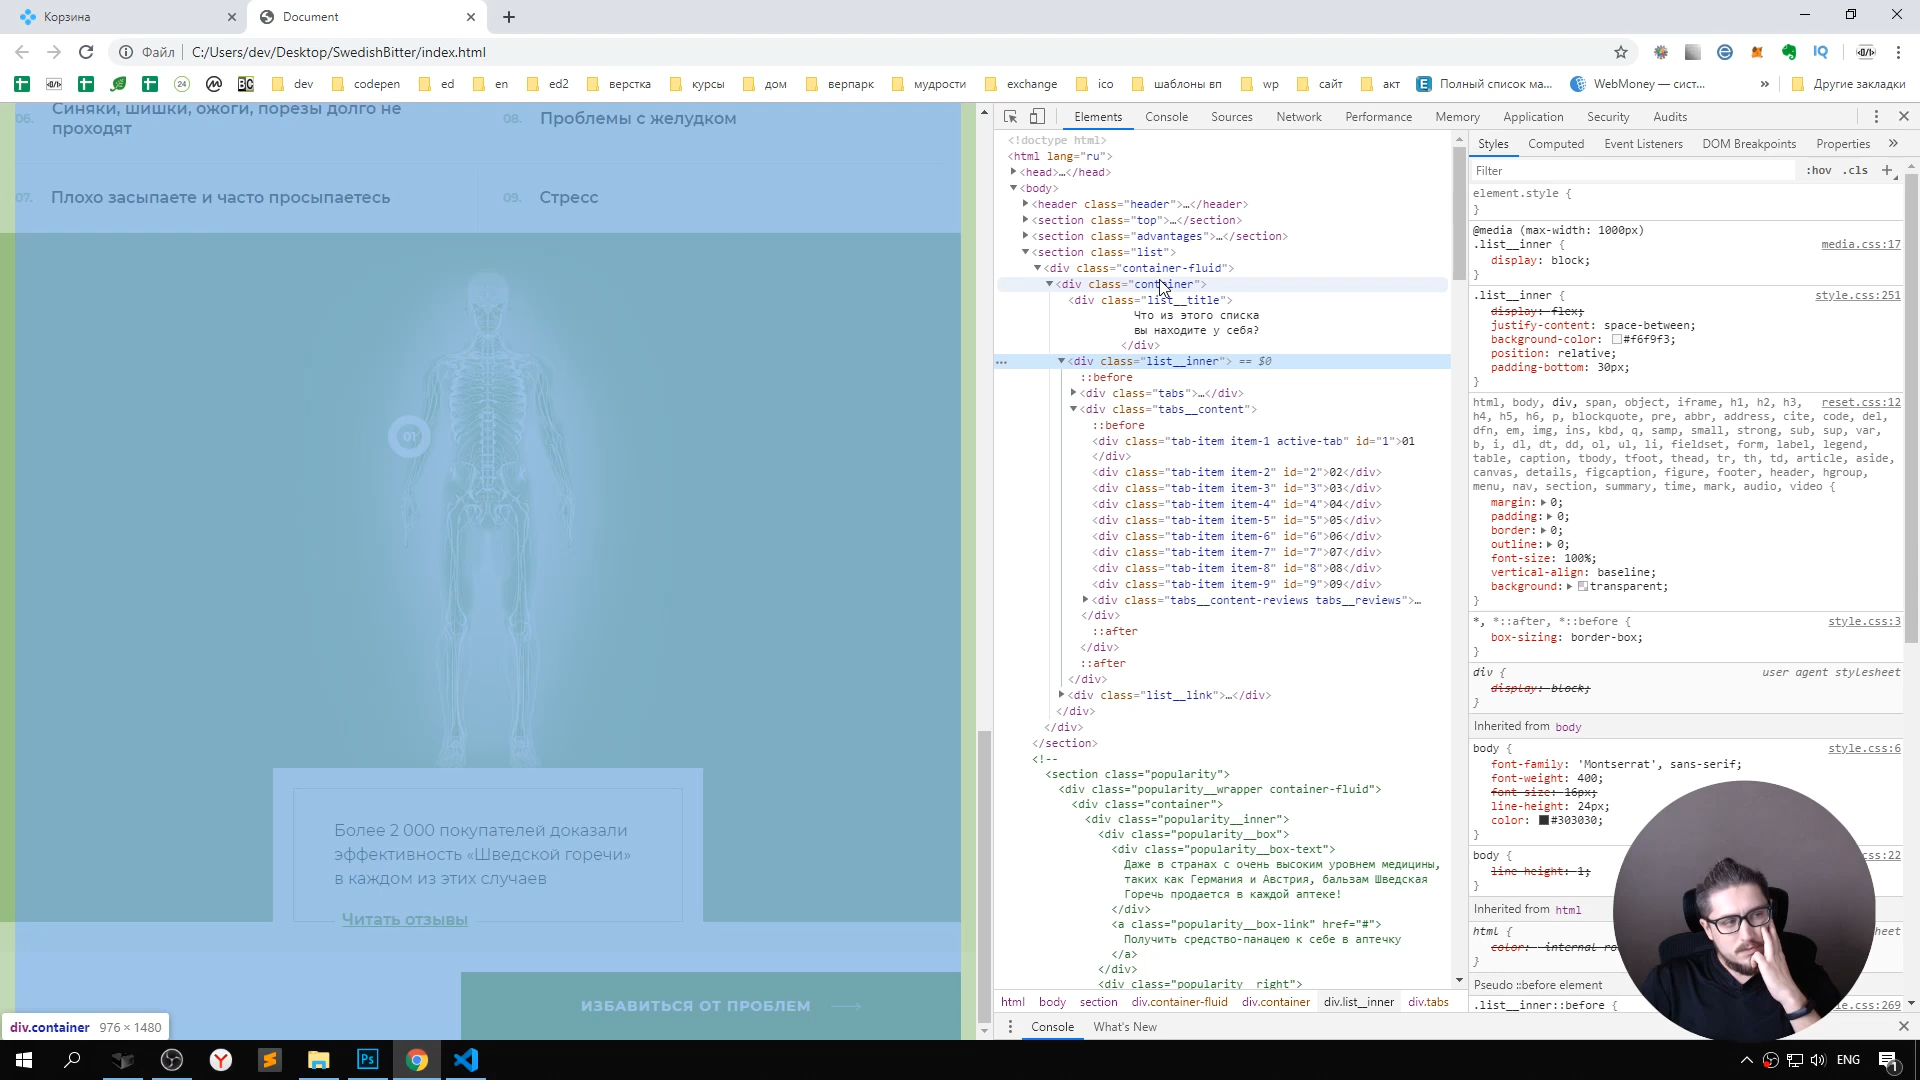 Корзина
Document
Файл
C:/Users/dev/Desktop/SwedishBitter/index.html
dev
codepen
ed
en
ed2
верстка
курсы
дом
верпарк
мудрости
exchange
ico
шаблоны вп
wp
сайт
акт
Полный список ма...
WebMoney — сист...
»
Другие закладки
06.
Синяки, шишки, ожоги, порезы долго не
проходят
08.
Проблемы с желудком
07.
Плохо засыпаете и часто просыпаетесь
09.
Стресс
01
Более 2 000 покупателей доказали
эффективность «Шведской горечи»
в каждом из этих случаев
Читать отзывы
ИЗБАВИТЬСЯ ОТ ПРОБЛЕМ
div.container 976 × 1480
Elements
Console
Sources
Network
Performance
Memory
Application
Security
Audits
<!doctype html>
<html lang="ru">
<head>…</head>
<body>
<header class="header">…</header>
<section class="top">…</section>
<section class="advantages">…</section>
<section class="list">
<div class="container-fluid">
<div class="container">
<div class="list__title">
Что из этого списка
вы находите у себя?
</div>
<div class="list__inner"> == $0
::before
<div class="tabs">…</div>
<div class="tabs__content">
::before
<div class="tab-item item-1 active-tab" id="1">01
</div>
<div class="tab-item item-2" id="2">02</div>
<div class="tab-item item-3" id="3">03</div>
<div class="tab-item item-4" id="4">04</div>
<div class="tab-item item-5" id="5">05</div>
<div class="tab-item item-6" id="6">06</div>
<div class="tab-item item-7" id="7">07</div>
<div class="tab-item item-8" id="8">08</div>
<div class="tab-item item-9" id="9">09</div>
<div class="tabs__content-reviews tabs__reviews">…
</div>
::after
</div>
::after
</div>
<div class="list__link">…</div>
</div>
</div>
</section>
<!--
<section class="popularity">
<div class="popularity__wrapper container-fluid">
<div class="container">
<div class="popularity__inner">
<div class="popularity__box">
<div class="popularity__box-text">
Даже в странах с очень высоким уровнем медицины,
таких как Германия и Австрия, бальзам Шведская
Горечь продается в каждой аптеке!
</div>
<a class="popularity__box-link" href="#">
Получить средство-панацею к себе в аптечку
</a>
</div>
<div class="popularity__right">
html body section div.container-fluid div.container div.list__inner div.tabs
Console
What's New
Styles
Computed
Event Listeners
DOM Breakpoints
Properties
»
Filter
:hov .cls +
element.style {
}
@media (max-width: 1000px)
.list__inner { media.css:17
display: block;
}
.list__inner { style.css:251
display: flex;
justify-content: space-between;
background-color: #f6f9f3;
position: relative;
padding-bottom: 30px;
}
html, body, div, span, object, iframe, h1, h2, h3, reset.css:12
h4, h5, h6, p, blockquote, pre, abbr, address, cite, code, del,
dfn, em, img, ins, kbd, q, samp, small, strong, sub, sup, var,
b, i, dl, dt, dd, ol, ul, li, fieldset, form, label, legend,
table, caption, tbody, tfoot, thead, tr, th, td, article, aside,
canvas, details, figcaption, figure, footer, header, hgroup,
menu, nav, section, summary, time, mark, audio, video {
margin: 0;
padding: 0;
border: 0;
outline: 0;
font-size: 100%;
vertical-align: baseline;
background: transparent;
}
*, *::after, *::before { style.css:3
box-sizing: border-box;
}
div { user agent stylesheet
display: block;
}
Inherited from body
body { style.css:6
font-family: 'Montserrat', sans-serif;
font-weight: 400;
font-size: 16px;
line-height: 24px;
color: #303030;
}
body { css:22
line-height: 1;
}
Inherited from html
html {
color:
}
Pseudo ::before element
.list__inner::before { css:269
ENG